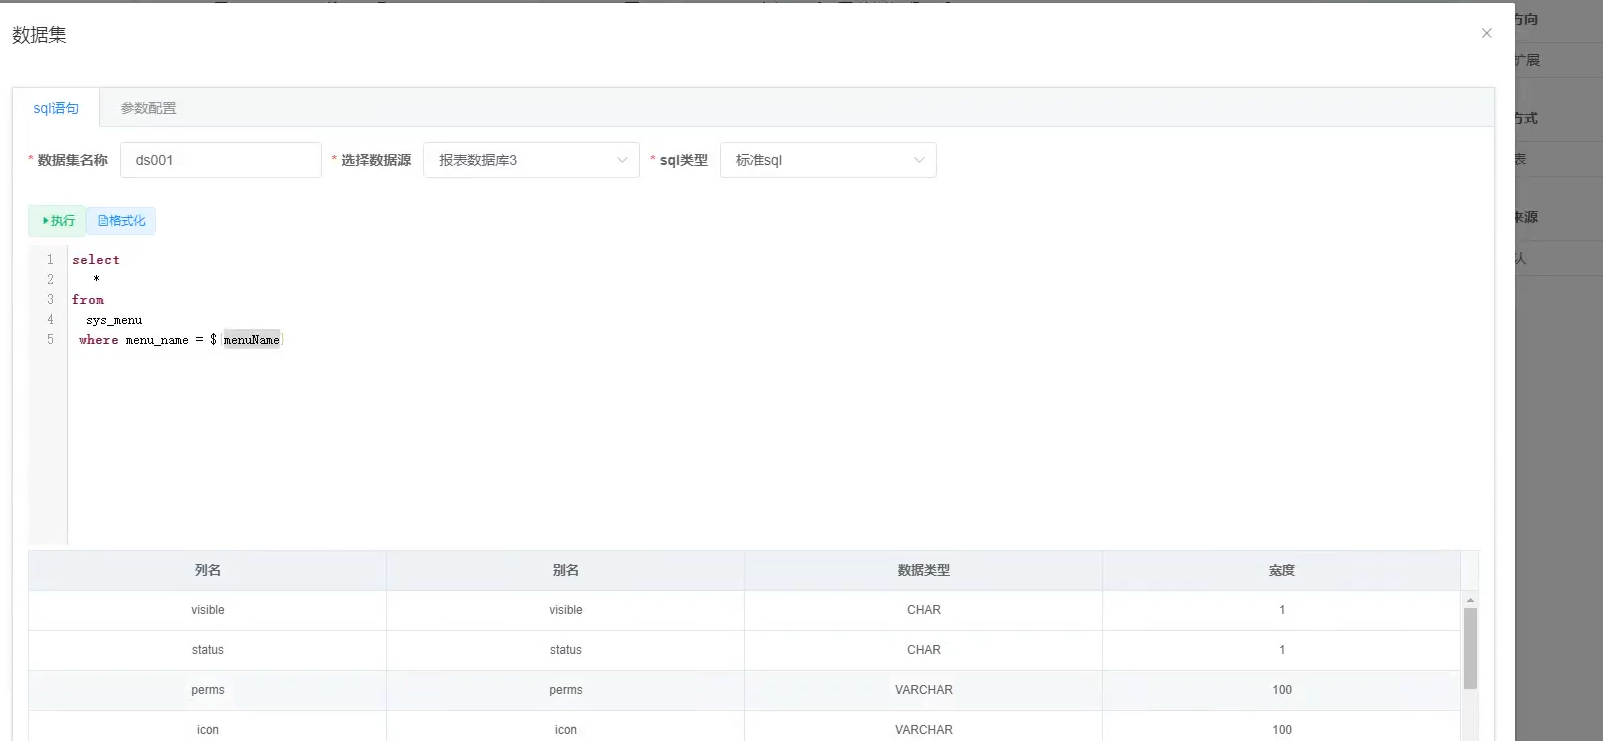 数据集
sql语句 参数配置
* 数据集名称 ds001 * 选择数据源 报表数据库3 * sql类型 标准sql
执行 格式化
1 select
2 *
3 from
4 sys_menu
5 where menu_name = ${menuName}
列名 别名 数据类型 宽度
visible visible CHAR 1
status status CHAR 1
perms perms VARCHAR 100
icon icon VARCHAR 100
方向
扩展
方式
表
来源
认